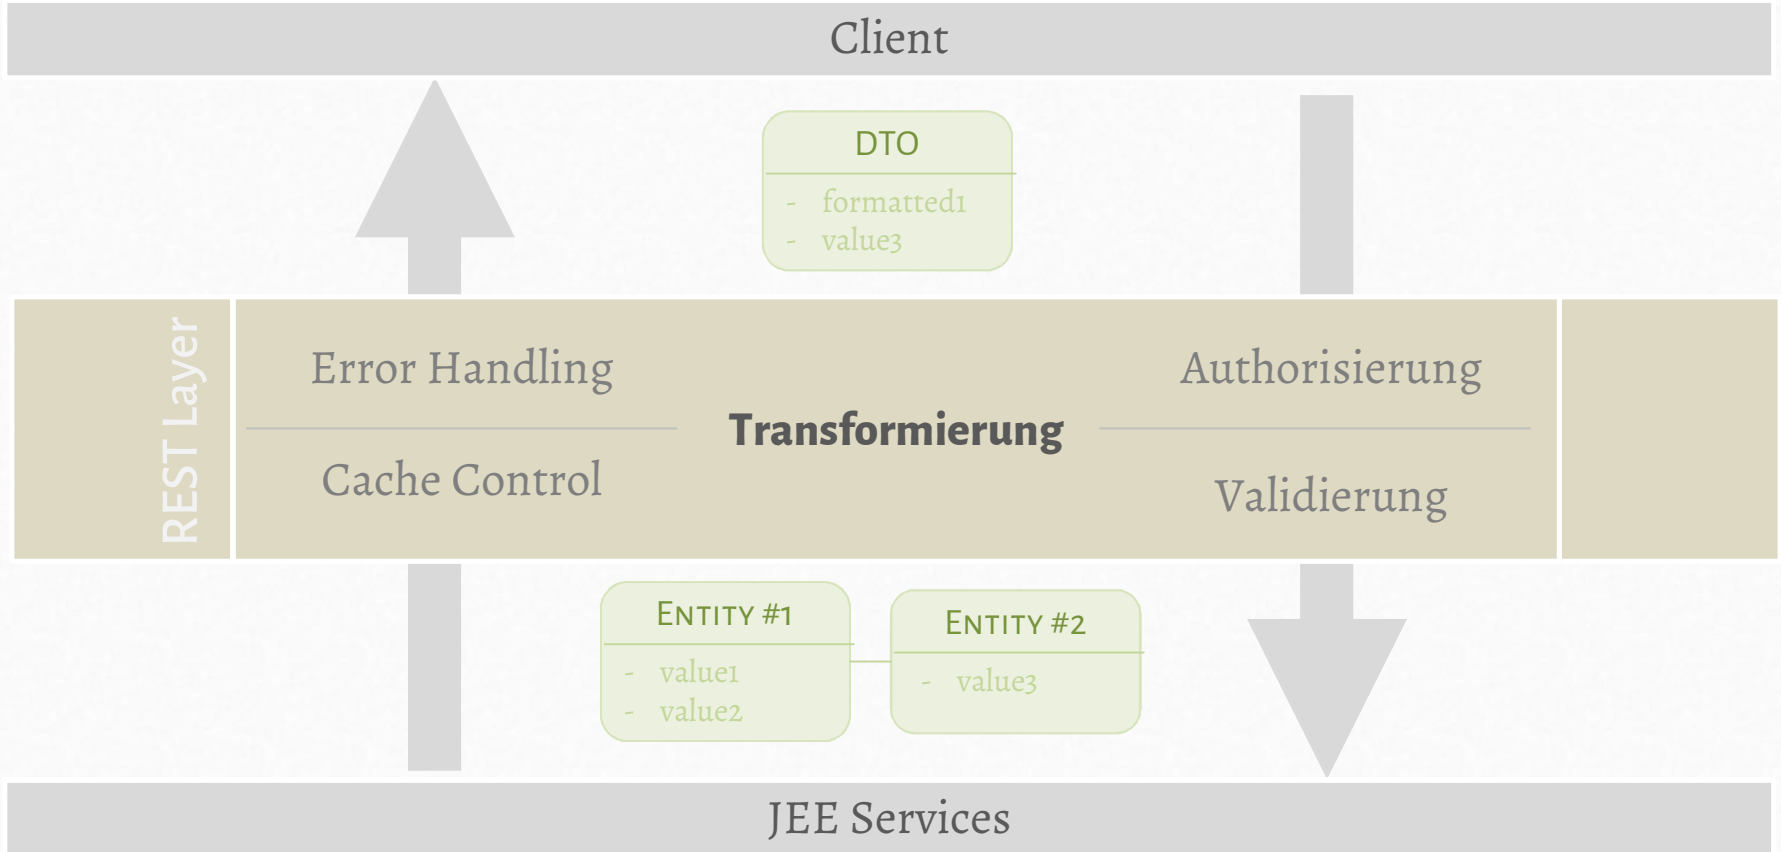 Client
DTO
- formatted1
- value3
REST Layer
Error Handling
Authorisierung
Transformierung
Cache Control
Validierung
Entity #1
- value1
- value2
Entity #2
- value3
JEE Services